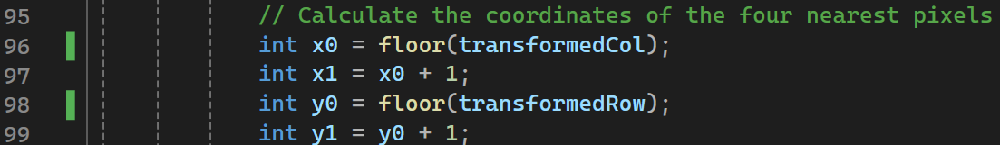 95 // Calculate the coordinates of the four nearest pixels
96 int x0 = floor(transformedCol);
97 int x1 = x0 + 1;
98 int y0 = floor(transformedRow);
99 int y1 = y0 + 1;